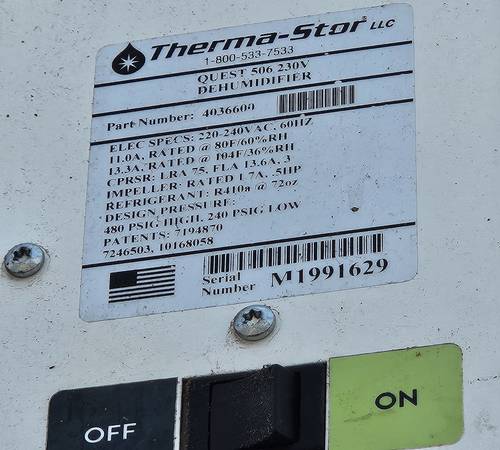 Therma-Stor LLC
1-800-533-7533
QUEST 506 230V
DEHUMIDIFIER
Part Number: 4036600
ELEC SPECS: 220-240VAC, 60HZ
11.0A, RATED @ 80F/60%RH
13.3A, RATED @ 104F/36%RH
CPRSR: LRA 75, FLA 13.6A, 3
IMPELLER: RATED 1.7A, .5HP
REFRIGERANT: R410a @ 72oz
DESIGN PRESSURE:
480 PSIG HIGH, 240 PSIG LOW
PATENTS: 7194870
7246503, 10168058
Serial
Number M1991629
OFF ON